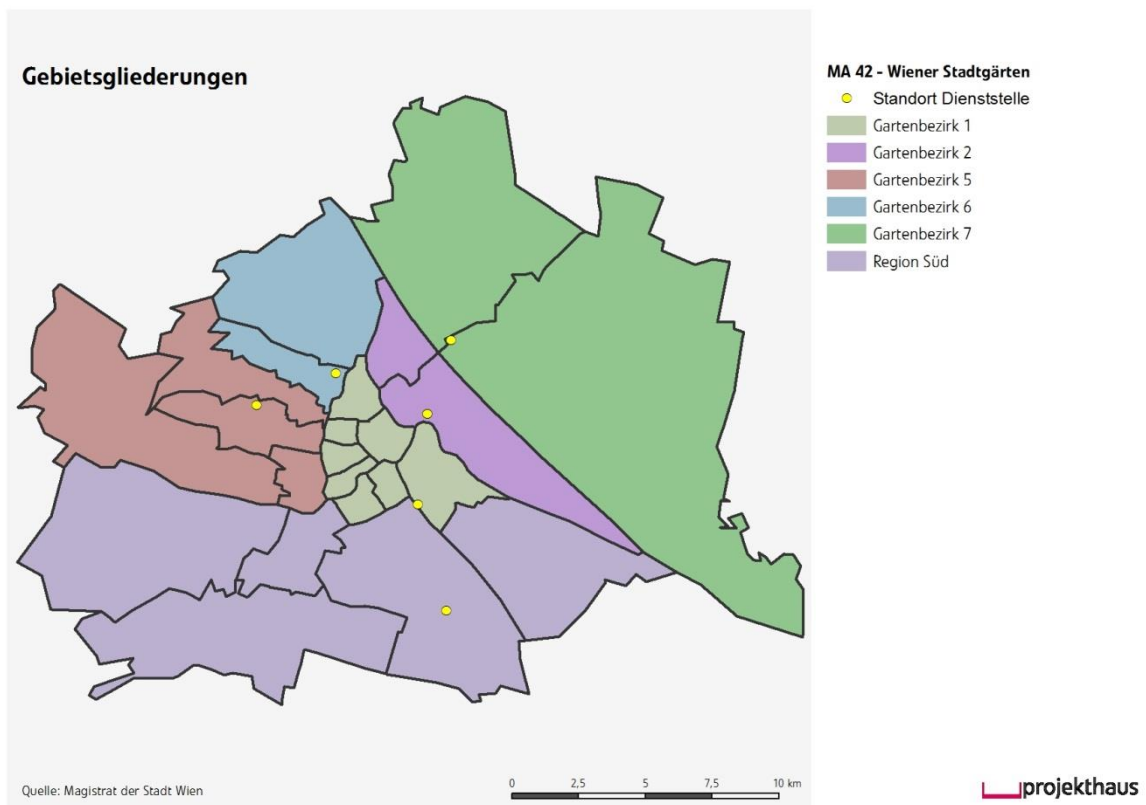 Gebietsgliederungen
MA 42 - Wiener Stadtgärten
Standort Dienststelle
Gartenbezirk 1
Gartenbezirk 2
Gartenbezirk 5
Gartenbezirk 6
Gartenbezirk 7
Region Süd
Quelle: Magistrat der Stadt Wien
0 2,5 5 7,5 10 km
projekthaus